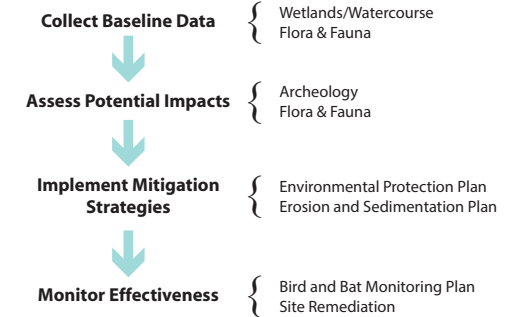 Collect Baseline Data
Wetlands/Watercourse
Flora & Fauna
Assess Potential Impacts
Archeology
Flora & Fauna
Implement Mitigation
Strategies
Environmental Protection Plan
Erosion and Sedimentation Plan
Monitor Effectiveness
Bird and Bat Monitoring Plan
Site Remediation